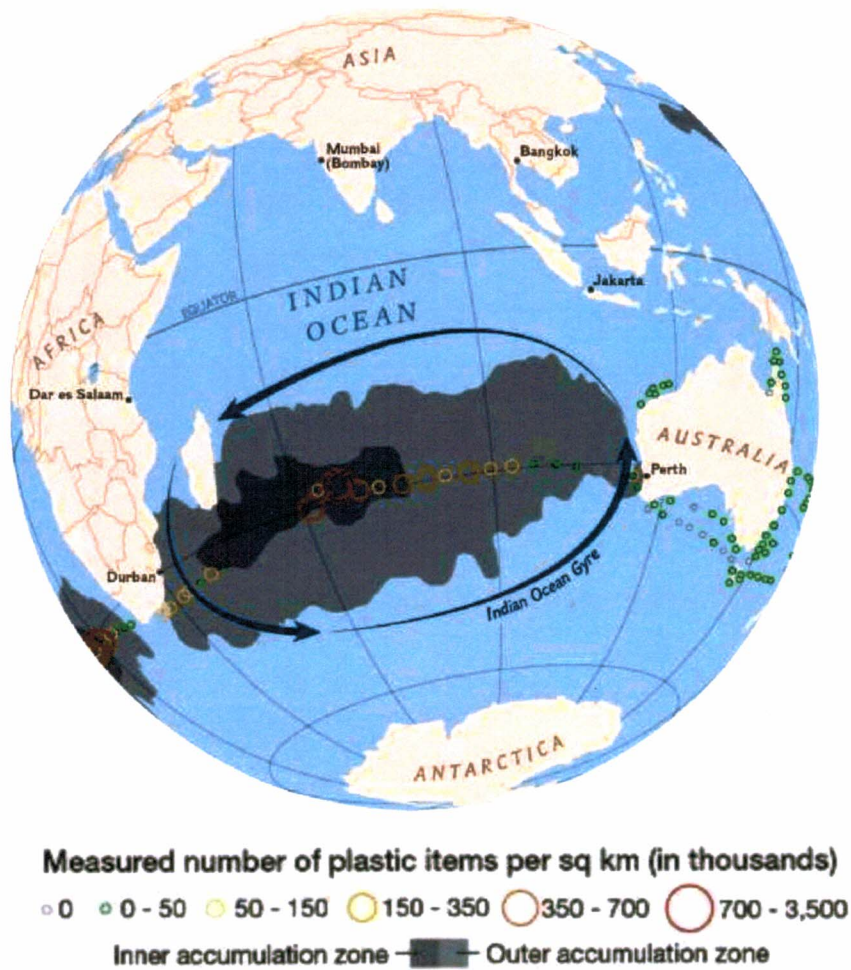 ASIA
Mumbai
(Bombay)
Bangkok
EQUATOR
INDIAN
OCEAN
Jakarta
AFRICA
Dar es Salaam
AUSTRALIA
Perth
Durban
Indian Ocean Gyre
ANTARCTICA
Measured number of plastic items per sq km (in thousands)
0 0 - 50 50 - 150 150 - 350 350 - 700 700 - 3,500
Inner accumulation zone Outer accumulation zone